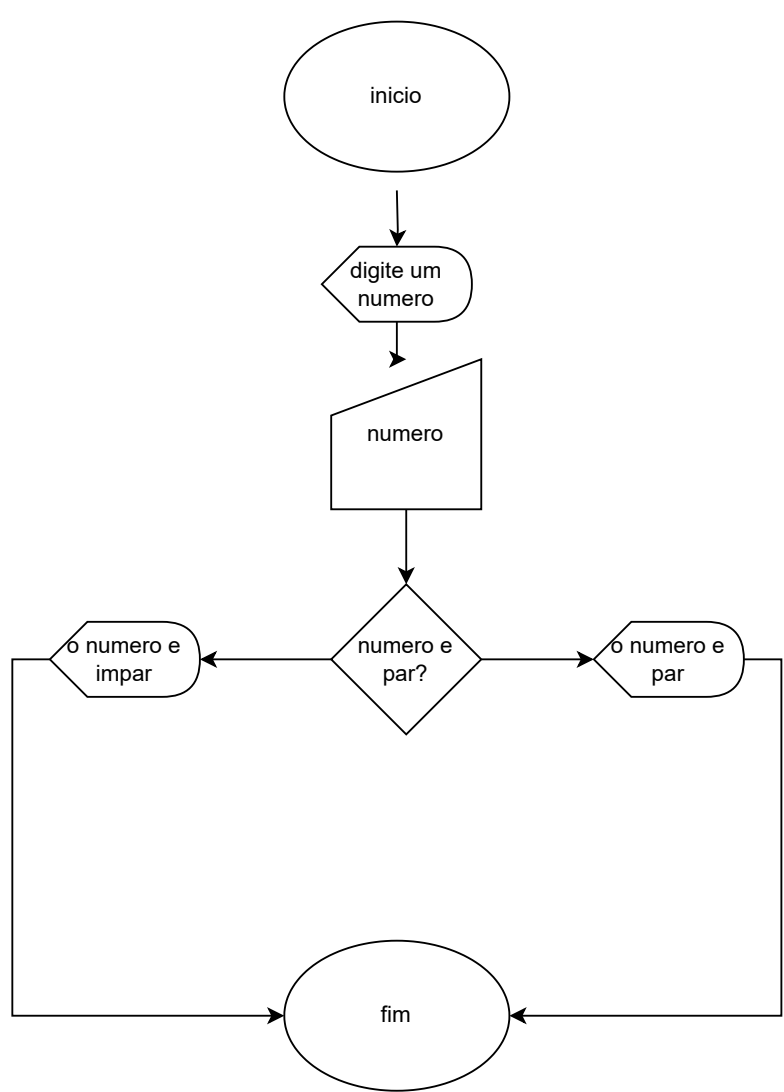 inicio
digite um
numero
numero
numero e
par?
o numero e
impar
o numero e
par
fim